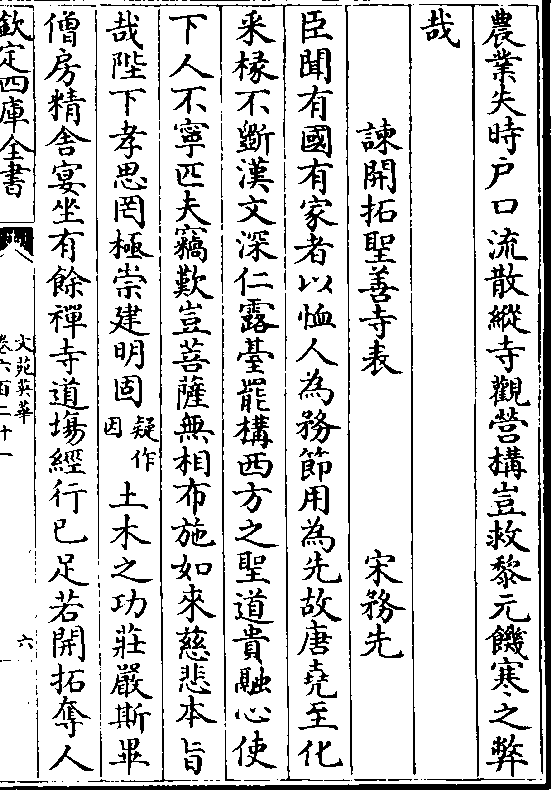 農業失時戶口流散縱寺觀營構豈救黎元饑寒之弊
哉
諫開拓聖善寺表 宋務先
臣聞有國有家者以恤人為務節用為先故唐堯至化
采椽不斷漢文深仁露臺罷構西方之聖道貴融心使
下人不寧匹夫竊歎豈菩薩無相布施如來慈悲本旨
哉陛下孝思罔極崇建明固疑作因土木之功莊嚴斯畢
僧房精舍宴坐有餘禪寺道場經行已足若開拓奪人
欽定四庫全書
文苑英華
卷六百二十一
六